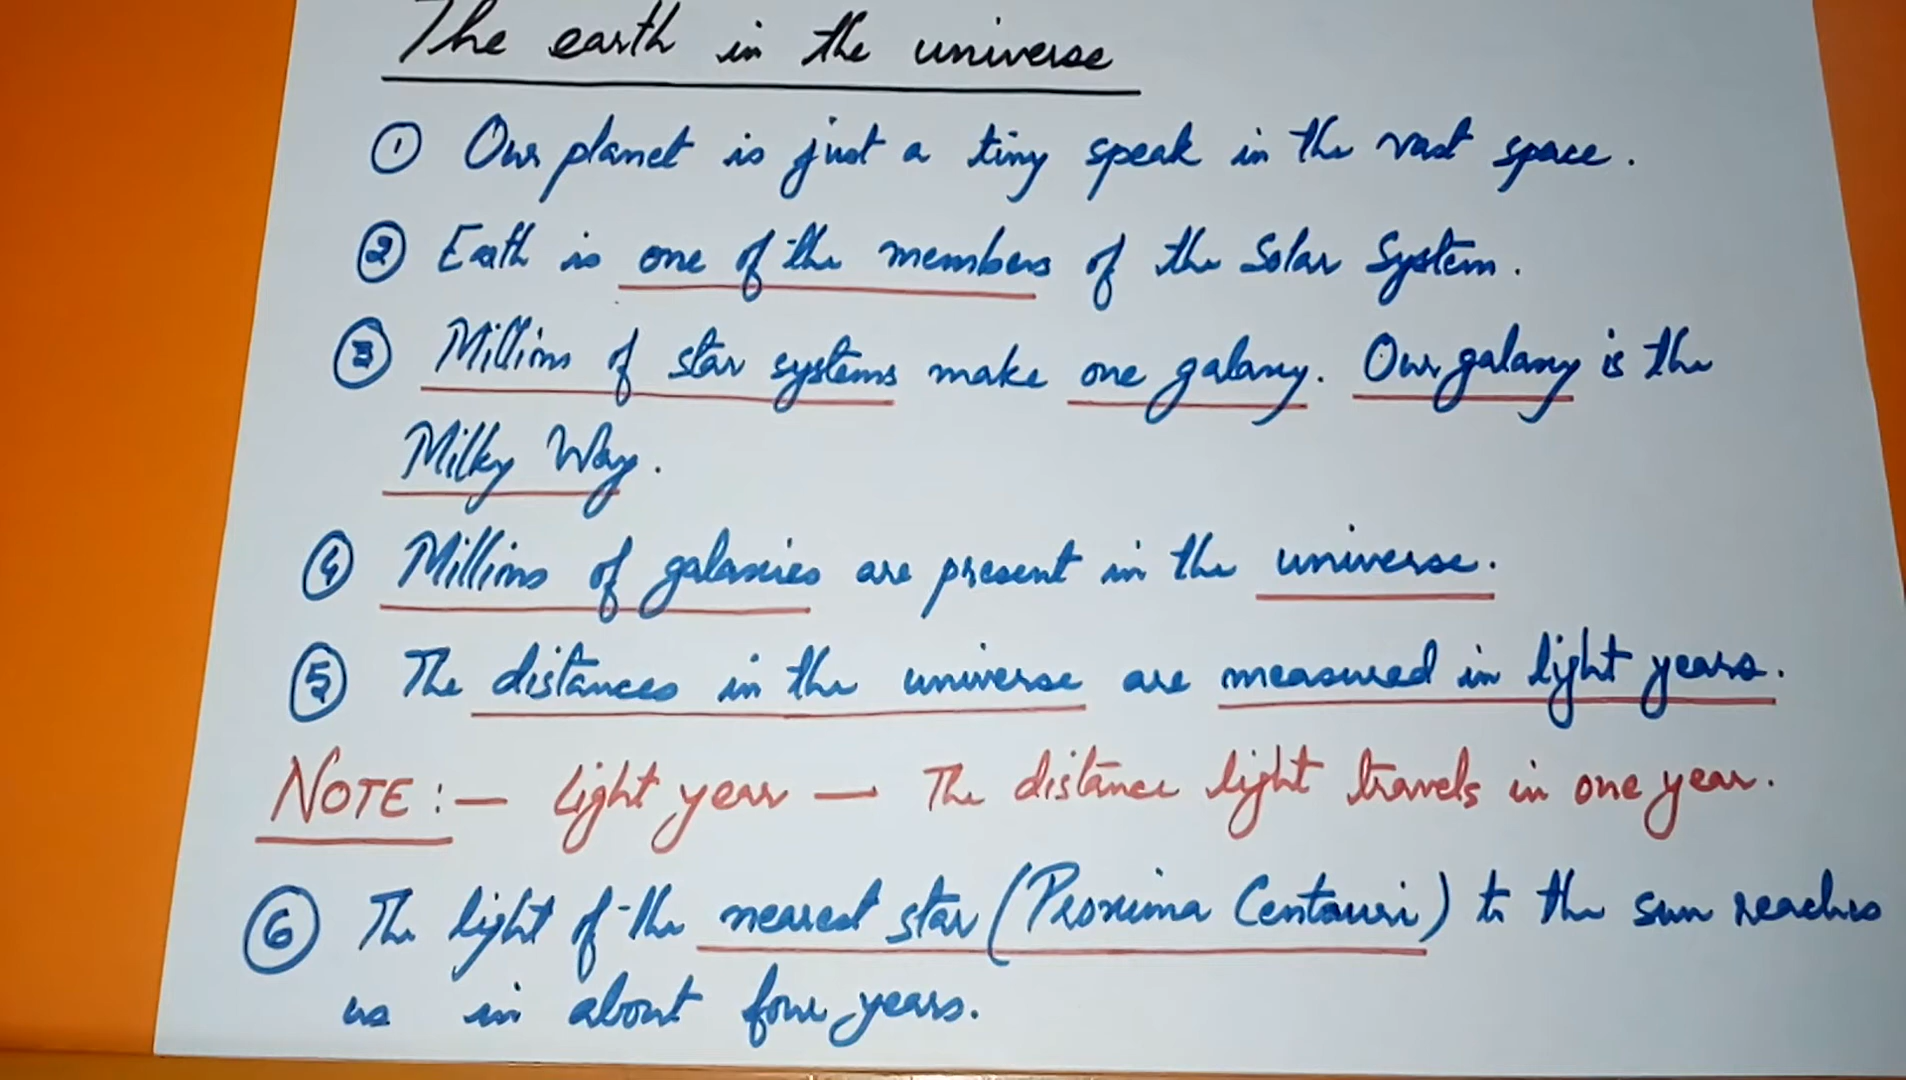 The earth in the universe
① Our planet is just a tiny speak in the vast space.
② Earth is one of the members of the Solar System.
③ Millions of star systems make one galaxy. Our galaxy is the
Milky Way.
④ Millions of galaxies are present in the universe.
⑤ The distances in the universe are measured in light years.
NOTE:— Light year — The distance light travels in one year.
⑥ The light of the nearest star (Proxima Centauri) to the sun reaches
us in about four years.